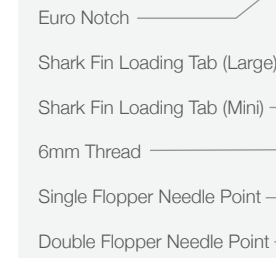 Euro Notch
Shark Fin Loading Tab (Large)
Shark Fin Loading Tab (Mini)
6mm Thread
Single Flopper Needle Point
Double Flopper Needle Point